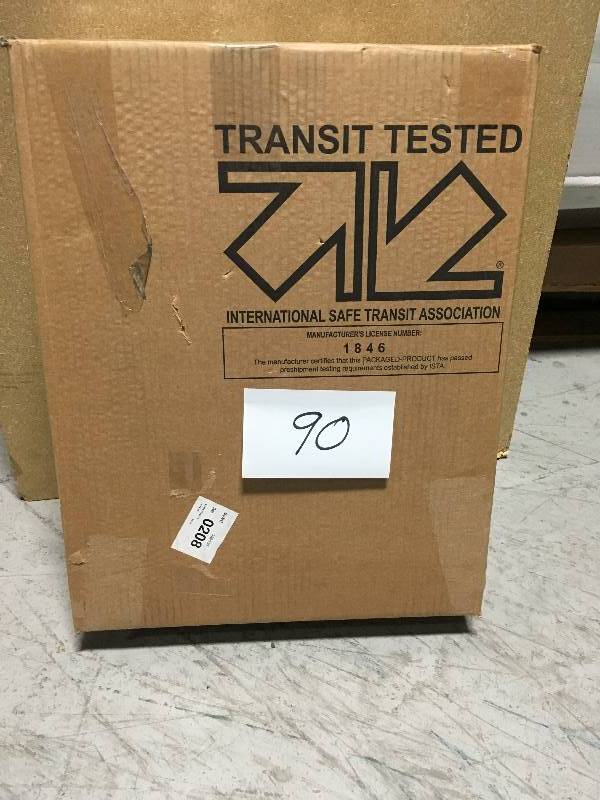 TRANSIT TESTED
®
INTERNATIONAL SAFE TRANSIT ASSOCIATION
MANUFACTURER'S LICENSE NUMBER:
1846
The manufacturer certifies that this PACKAGED-PRODUCT has passed
preshipment testing requirements established by ISTA.
90
0208